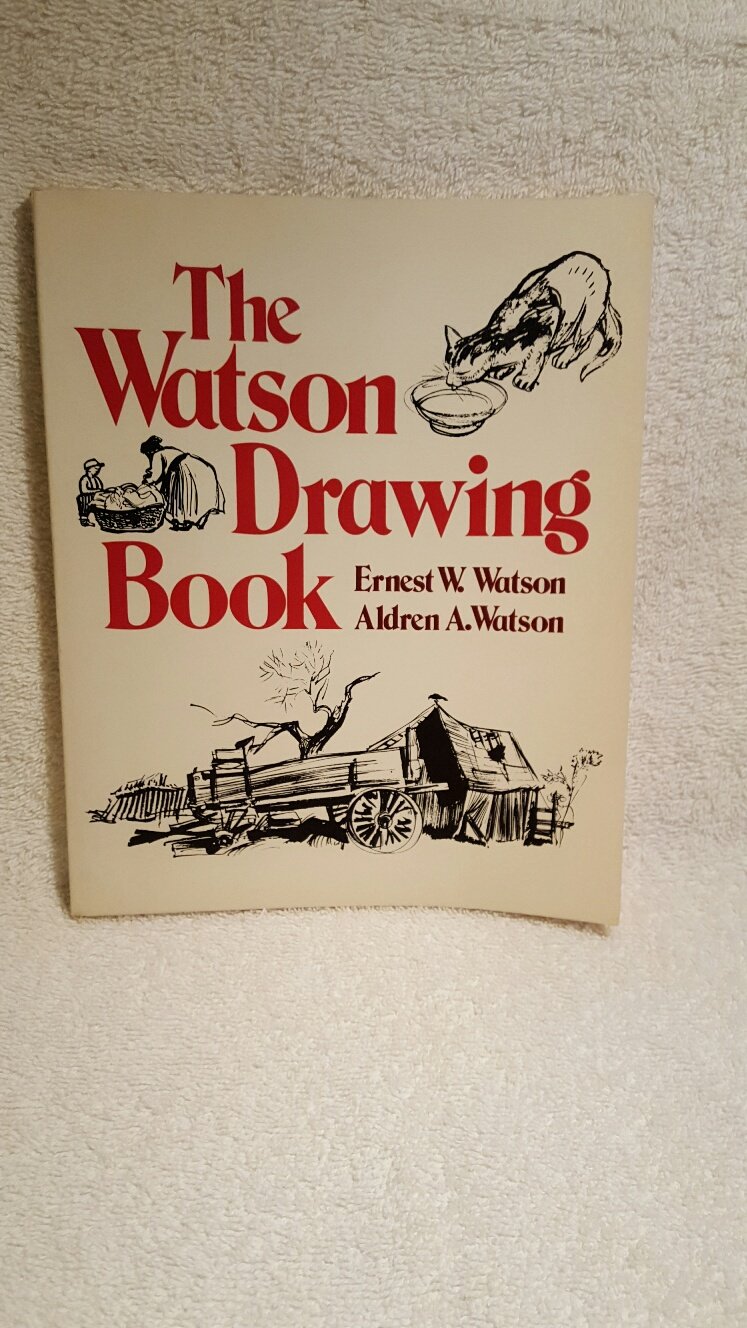 The
Watson
Drawing
Book
Ernest W. Watson
Aldren A. Watson